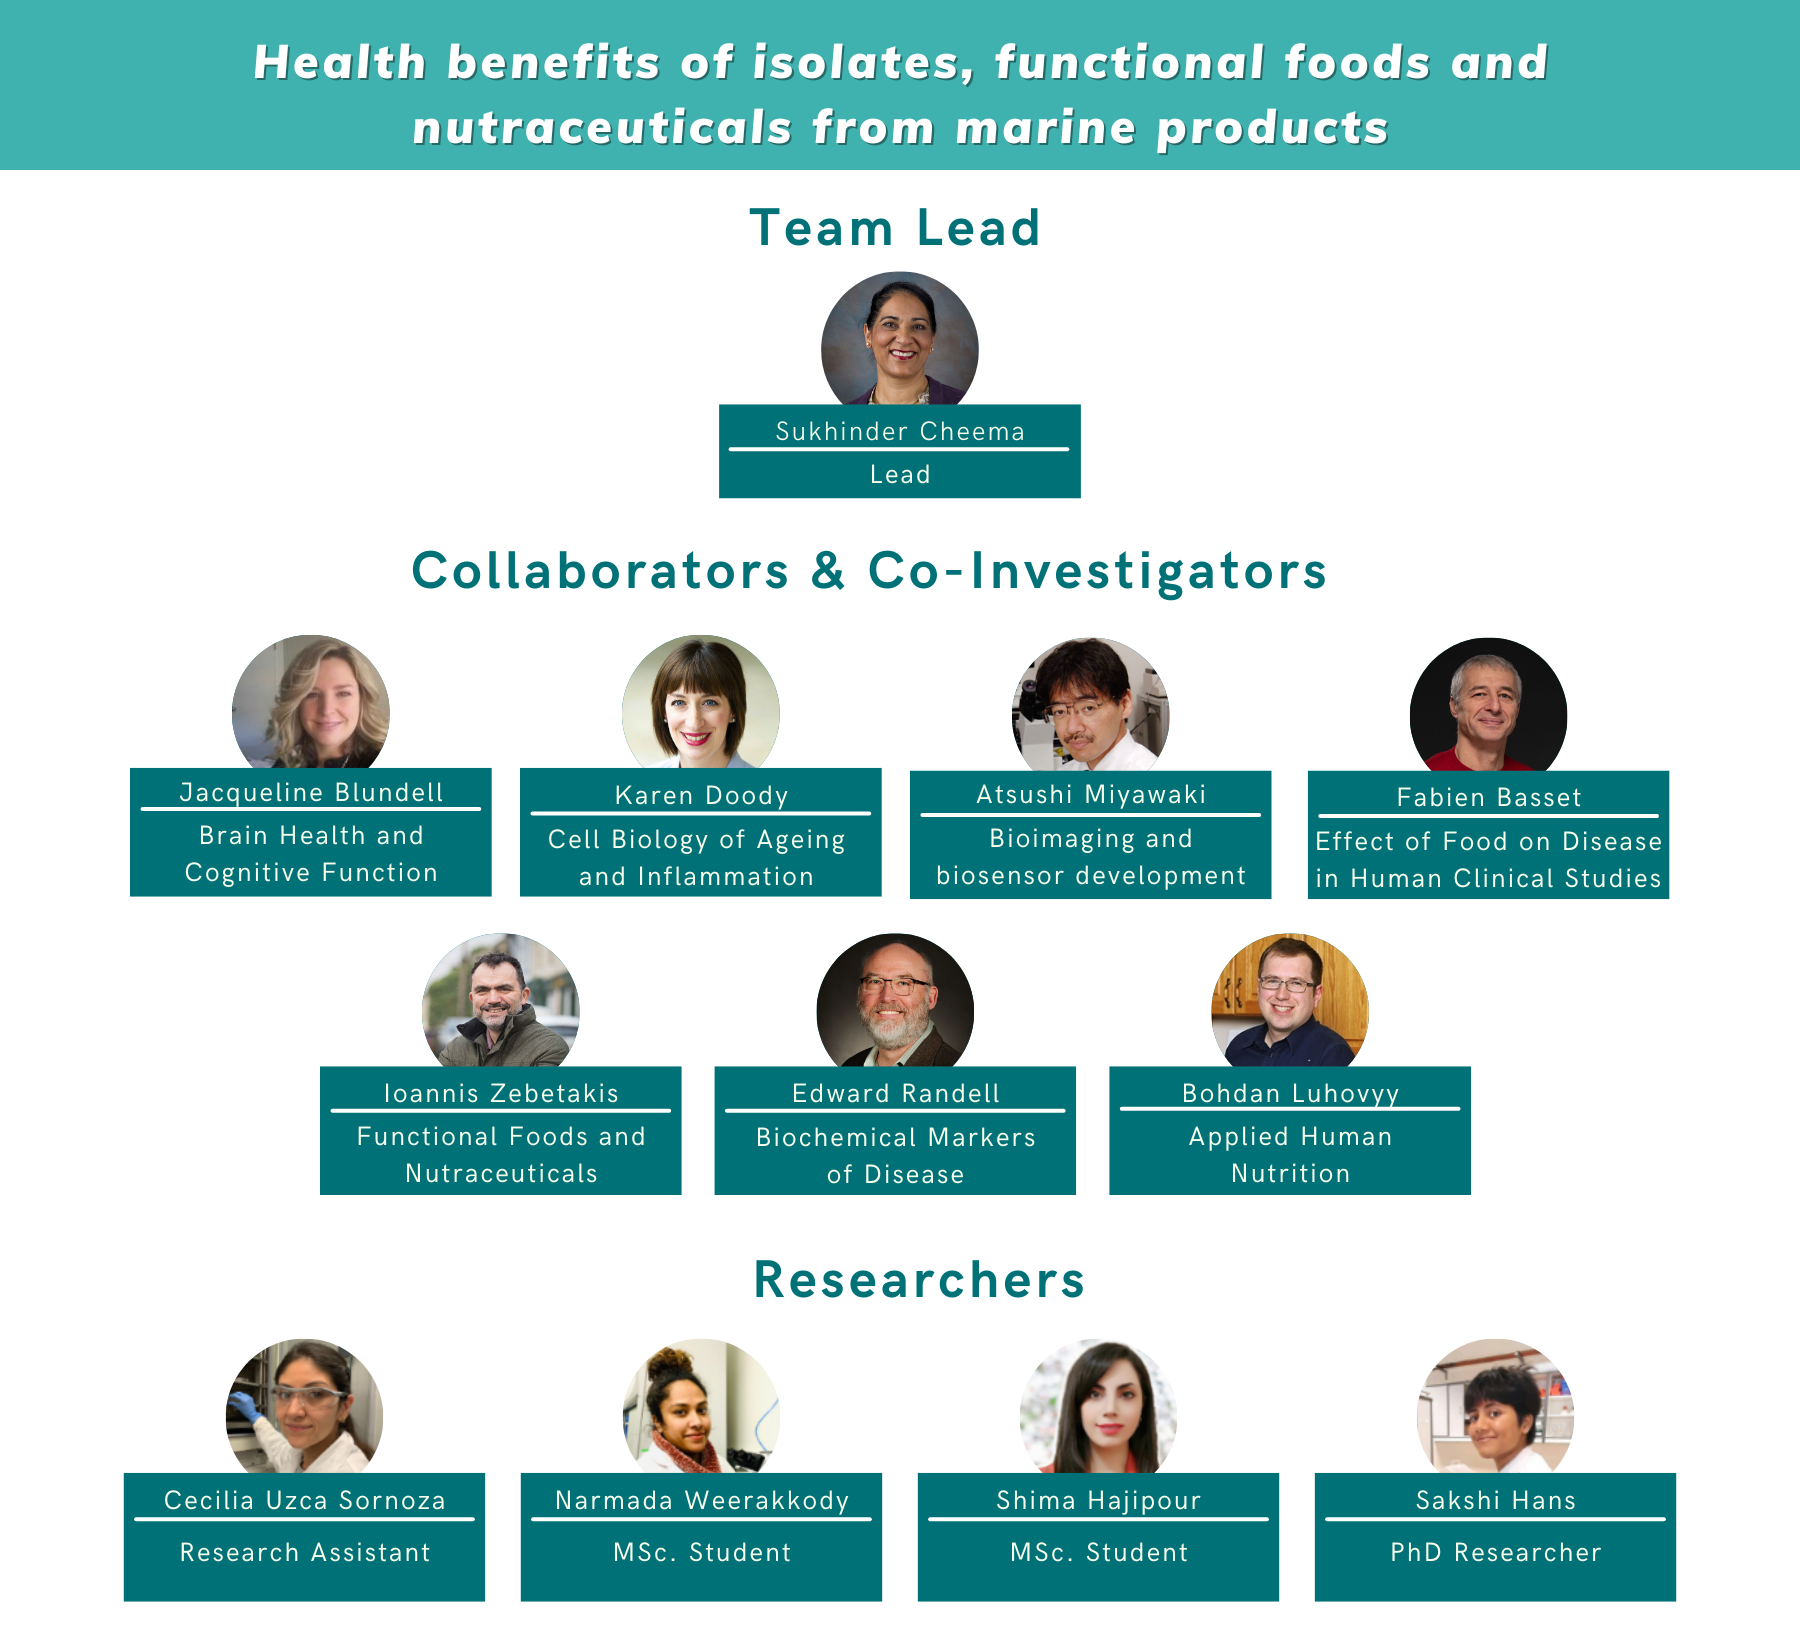 Health benefits of isolates, functional foods and
nutraceuticals from marine products
Team Lead
Sukhinder Cheema
Lead
Collaborators & Co-Investigators
Jacqueline Blundell
Brain Health and
Cognitive Function
Karen Doody
Cell Biology of Ageing
and Inflammation
Atsushi Miyawaki
Bioimaging and
biosensor development
Fabien Basset
Effect of Food on Disease
in Human Clinical Studies
Ioannis Zebetakis
Functional Foods and
Nutraceuticals
Edward Randell
Biochemical Markers
of Disease
Bohdan Luhovyy
Applied Human
Nutrition
Researchers
Cecilia Uzca Sornoza
Research Assistant
Narmada Weerakkody
MSc. Student
Shima Hajipour
MSc. Student
Sakshi Hans
PhD Researcher